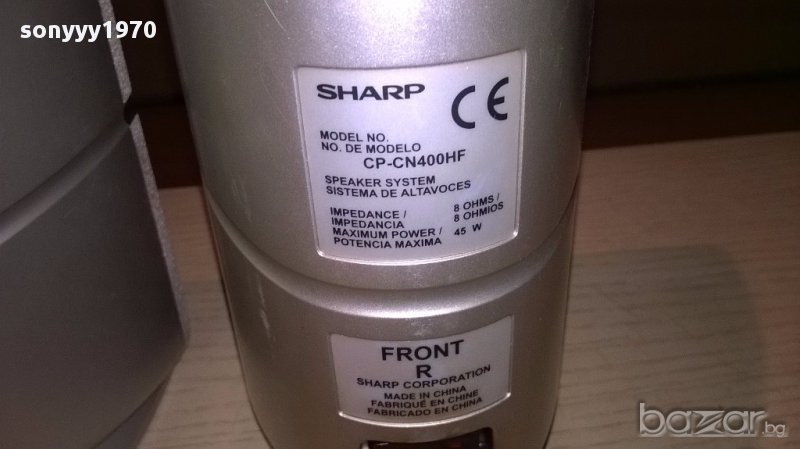 sonyyy1970
SHARP CE
MODEL NO.
NO. DE MODELO
CP-CN400HF
SPEAKER SYSTEM
SISTEMA DE ALTAVOCES
IMPEDANCE / 8 OHMS /
IMPEDANCIA 8 OHMIOS
MAXIMUM POWER / 45 W
POTENCIA MAXIMA
FRONT
R
SHARP CORPORATION
MADE IN CHINA
FABRIQUÉ EN CHINE
FABRICADO EN CHINA
bazar.bg